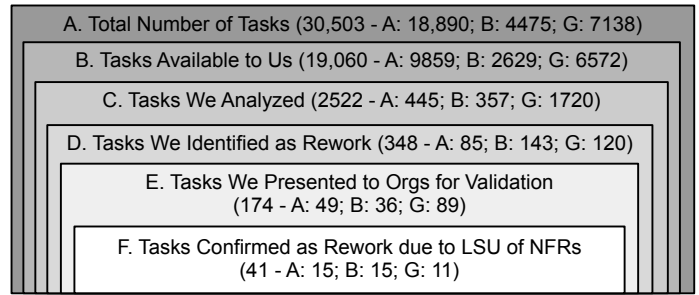 A. Total Number of Tasks (30,503 - A: 18,890; B: 4475; G: 7138)
B. Tasks Available to Us (19,060 - A: 9859; B: 2629; G: 6572)
C. Tasks We Analyzed (2522 - A: 445; B: 357; G: 1720)
D. Tasks We Identified as Rework (348 - A: 85; B: 143; G: 120)
E. Tasks We Presented to Orgs for Validation
(174 - A: 49; B: 36; G: 89)
F. Tasks Confirmed as Rework due to LSU of NFRs
(41 - A: 15; B: 15; G: 11)